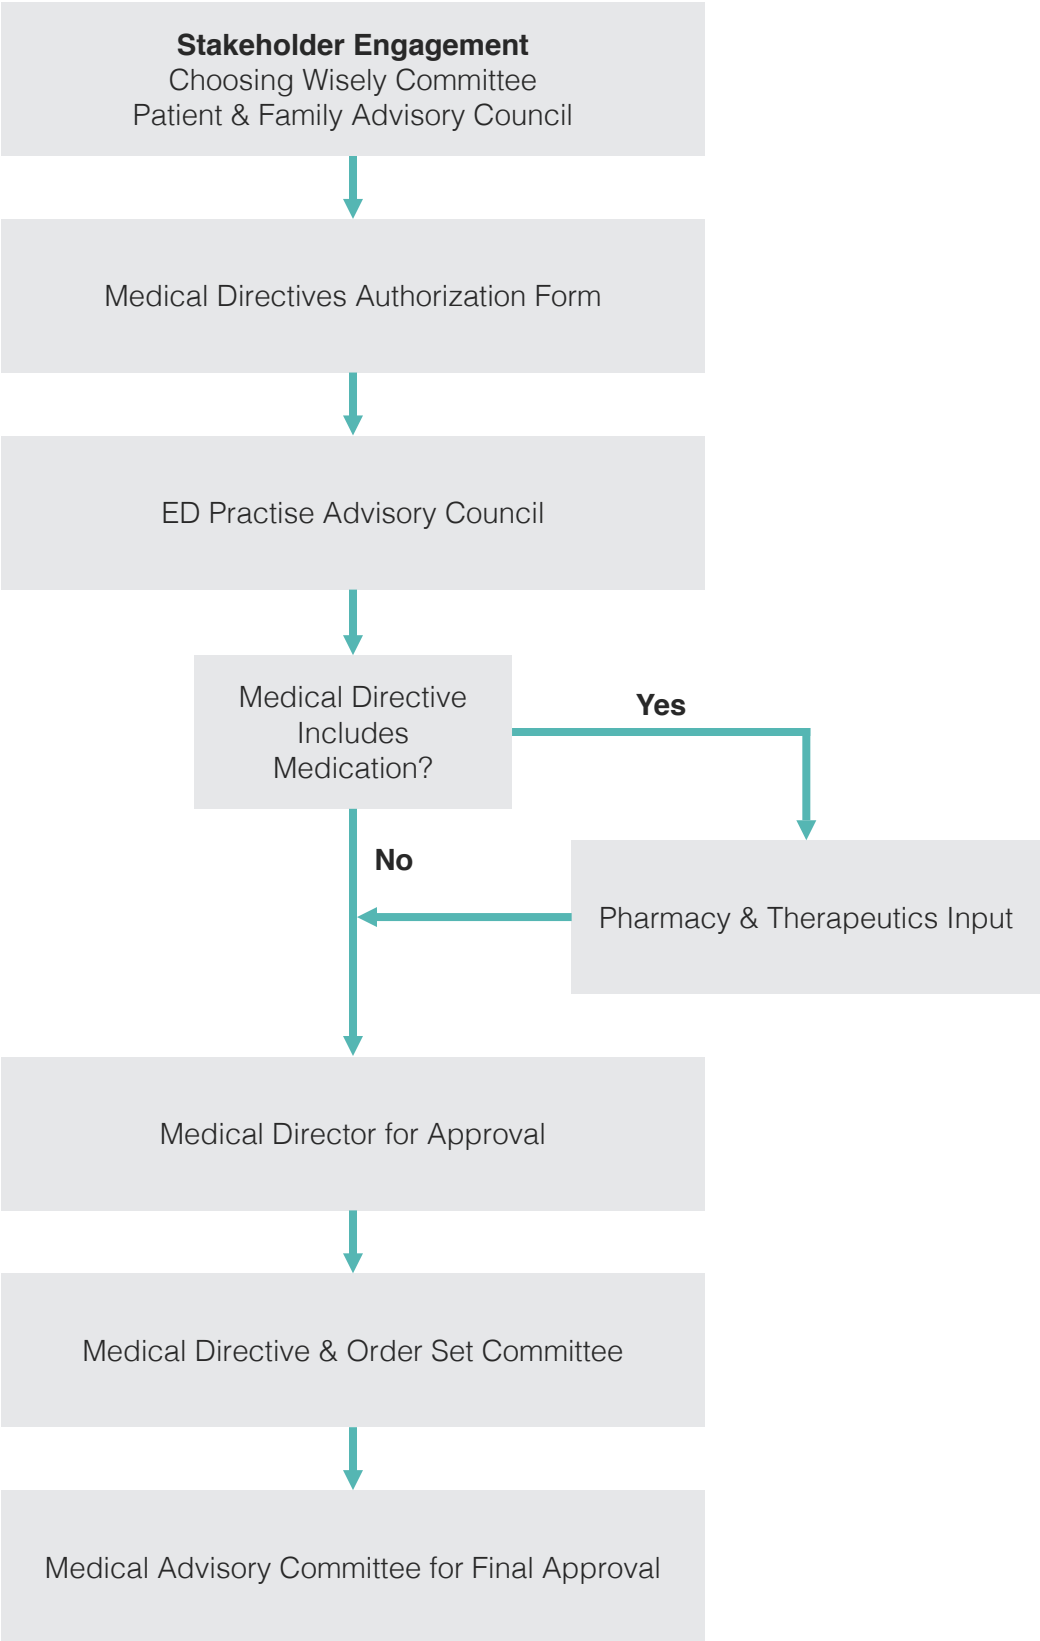 Stakeholder Engagement
Choosing Wisely Committee
Patient & Family Advisory Council
Medical Directives Authorization Form
ED Practise Advisory Council
Medical Directive
Includes
Medication?
Yes
No
Pharmacy & Therapeutics Input
Medical Director for Approval
Medical Directive & Order Set Committee
Medical Advisory Committee for Final Approval